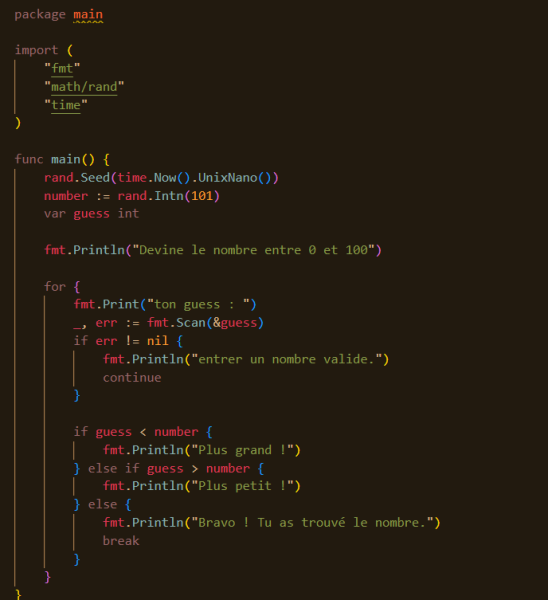 package main
import (
"fmt"
"math/rand"
"time"
)
func main() {
rand.Seed(time.Now().UnixNano())
number := rand.Intn(101)
var guess int
fmt.Println("Devine le nombre entre 0 et 100")
for {
fmt.Print("ton guess : ")
_, err := fmt.Scan(&guess)
if err != nil {
fmt.Println("entrer un nombre valide.")
continue
}
if guess < number {
fmt.Println("Plus grand !")
} else if guess > number {
fmt.Println("Plus petit !")
} else {
fmt.Println("Bravo ! Tu as trouvé le nombre.")
break
}
}
}